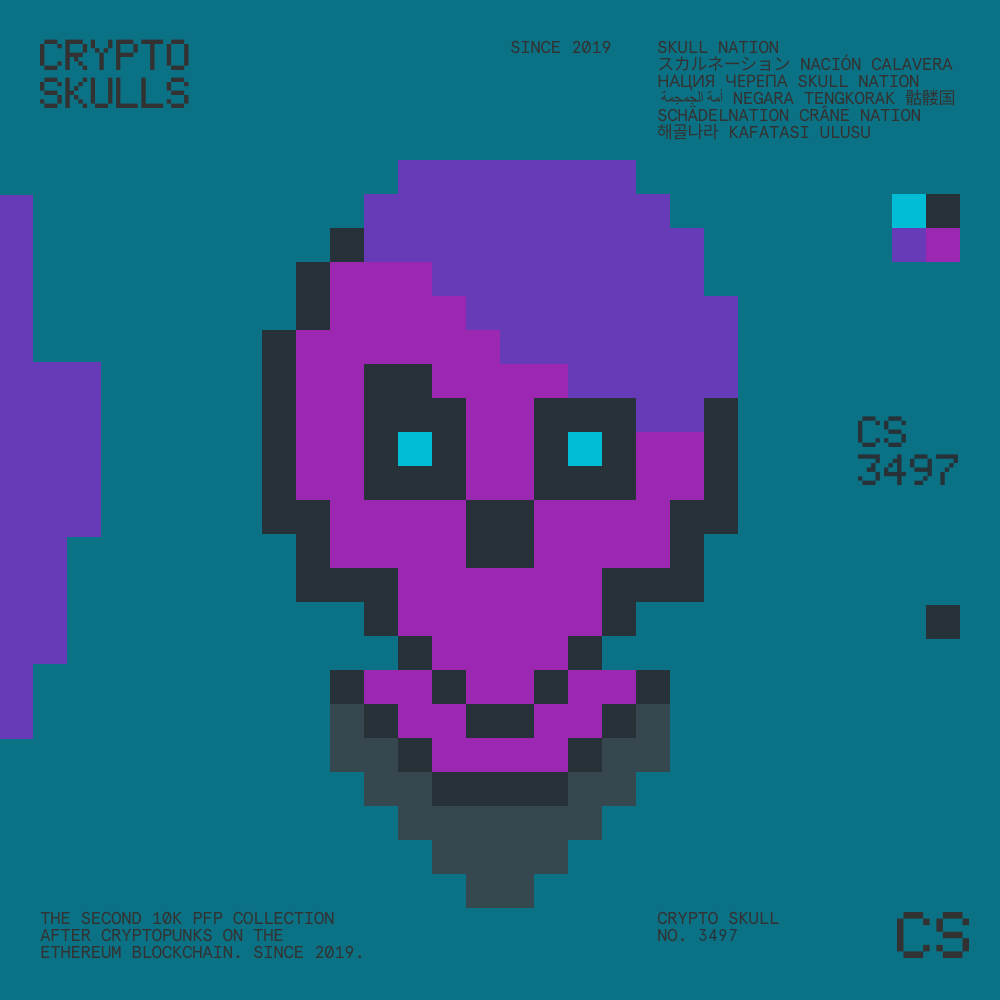 CRYPTO
SKULLS
SINCE 2019
SKULL NATION
スカルネーション NACIÓN CALAVERA
НАЦИЯ ЧЕРЕПА SKULL NATION
أمة الجمجمة NEGARA TENGKORAK 骷髅国
SCHÄDELNATION CRÂNE NATION
해골나라 KAFATASI ULUSU
CS
3497
THE SECOND 10K PFP COLLECTION
AFTER CRYPTOPUNKS ON THE
ETHEREUM BLOCKCHAIN. SINCE 2019.
CRYPTO SKULL
NO. 3497
CS